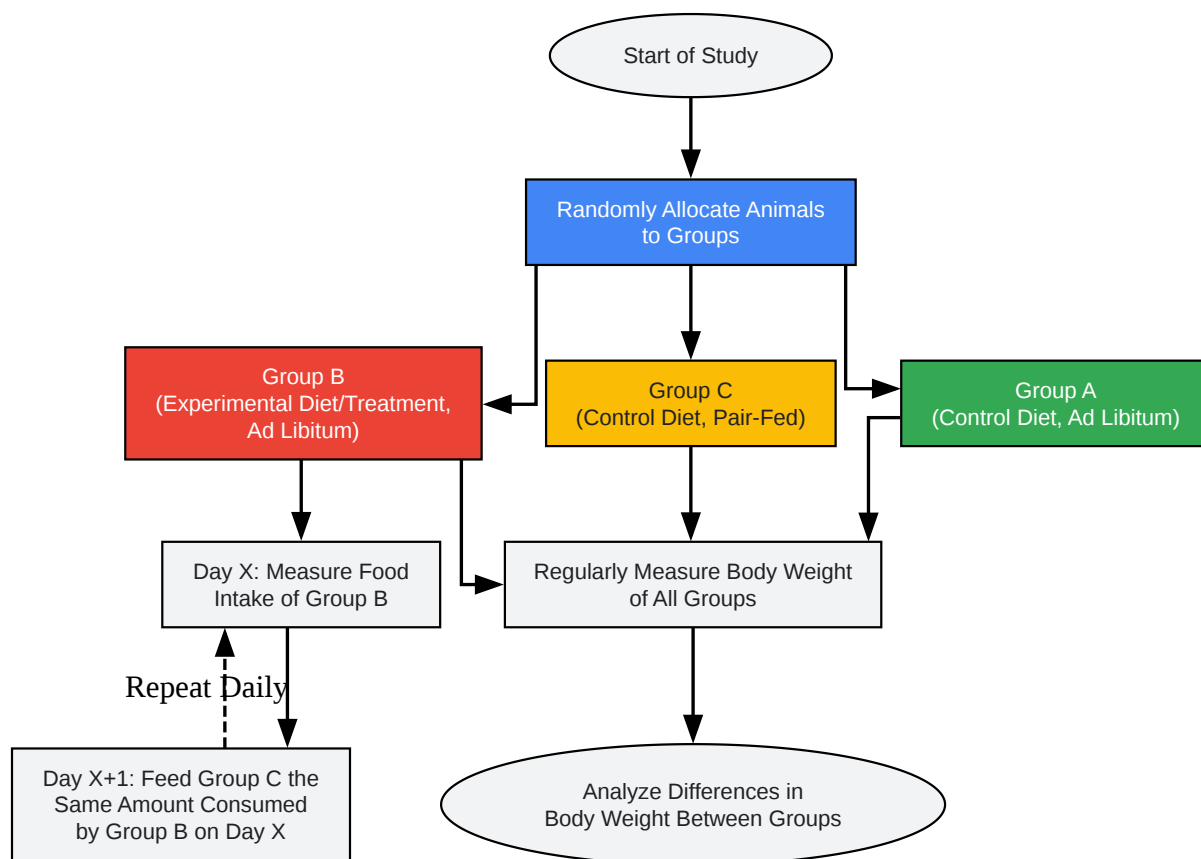 Start of Study
Randomly Allocate Animals
to Groups
Group B
(Experimental Diet/Treatment,
Ad Libitum)
Group C
(Control Diet, Pair-Fed)
Group A
(Control Diet, Ad Libitum)
Day X: Measure Food
Intake of Group B
Regularly Measure Body Weight
of All Groups
Repeat Daily
Day X+1: Feed Group C the
Same Amount Consumed
by Group B on Day X
Analyze Differences in
Body Weight Between Groups